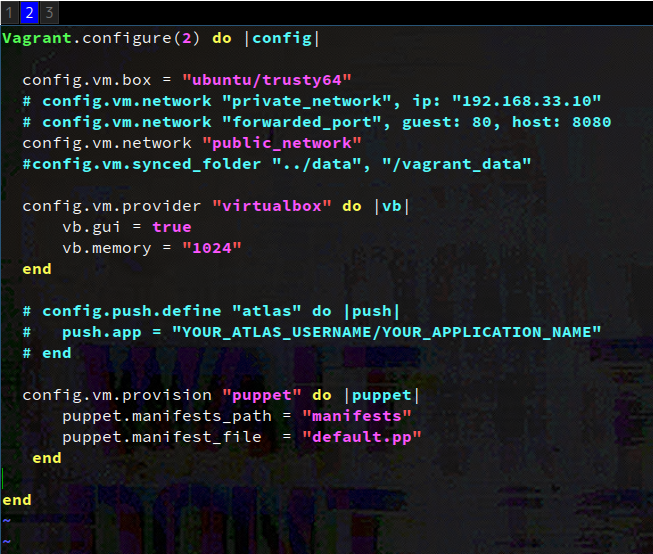 1 2 3
Vagrant.configure(2) do |config|
config.vm.box = "ubuntu/trusty64"
# config.vm.network "private_network", ip: "192.168.33.10"
# config.vm.network "forwarded_port", guest: 80, host: 8080
config.vm.network "public_network"
#config.vm.synced_folder "../data", "/vagrant_data"
config.vm.provider "virtualbox" do |vb|
vb.gui = true
vb.memory = "1024"
end
# config.push.define "atlas" do |push|
#   push.app = "YOUR_ATLAS_USERNAME/YOUR_APPLICATION_NAME"
# end
config.vm.provision "puppet" do |puppet|
puppet.manifests_path = "manifests"
puppet.manifest_file  = "default.pp"
end
end
~
~